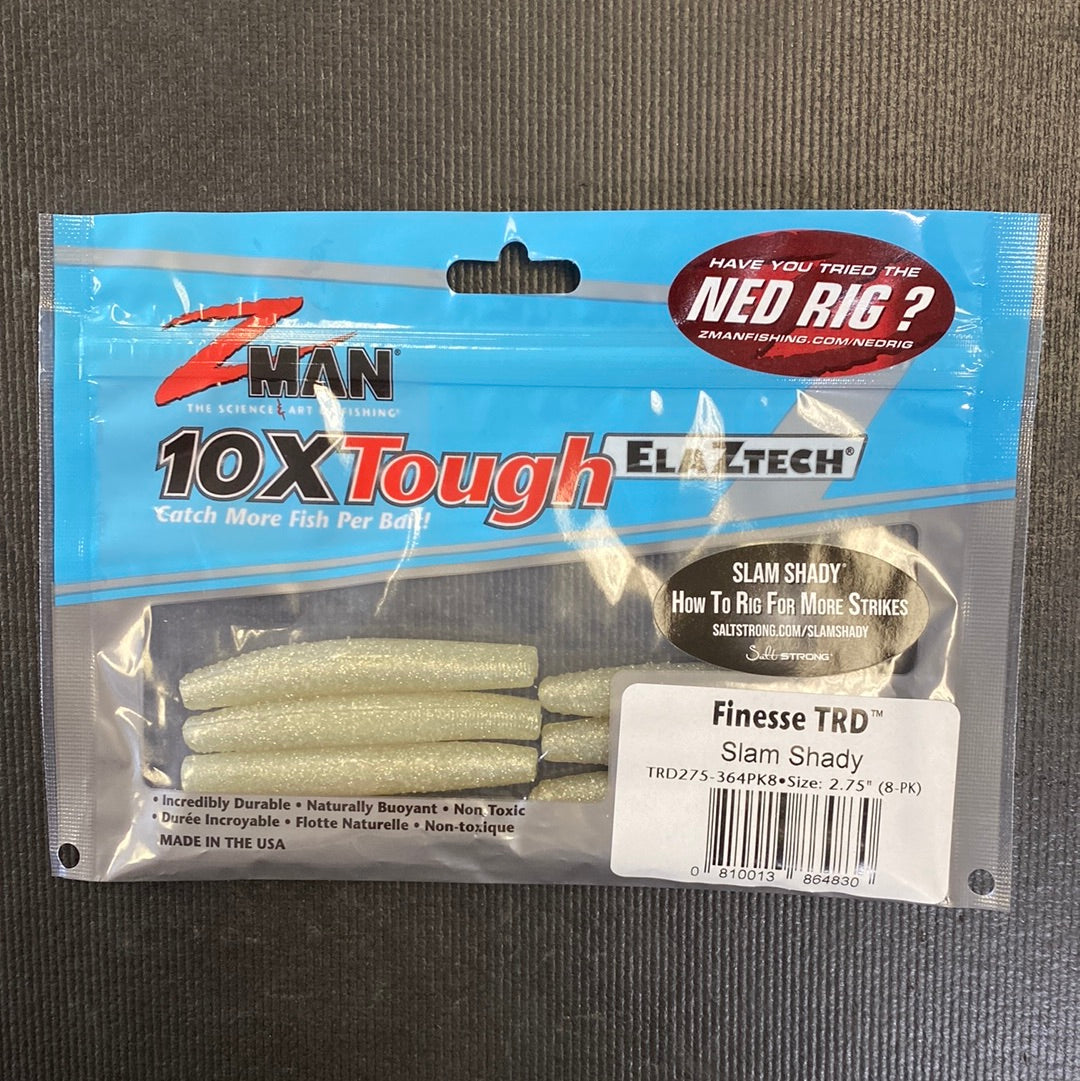 HAVE YOU TRIED THE
NED RIG ?
ZMANFISHING.COM/NEDRIG
ZMAN®
THE SCIENCE & ART OF FISHING®
10X Tough ELAZTECH®
Catch More Fish Per Bait!
SLAM SHADY®
HOW TO RIG FOR MORE STRIKES
SALTSTRONG.COM/SLAMSHADY
Salt STRONG®
Finesse TRD™
Slam Shady
TRD275-364PK8•Size: 2.75" (8-PK)
0 810013 864830
• Incredibly Durable • Naturally Buoyant • Non Toxic
• Durée Incroyable • Flotte Naturelle • Non-toxique
MADE IN THE USA